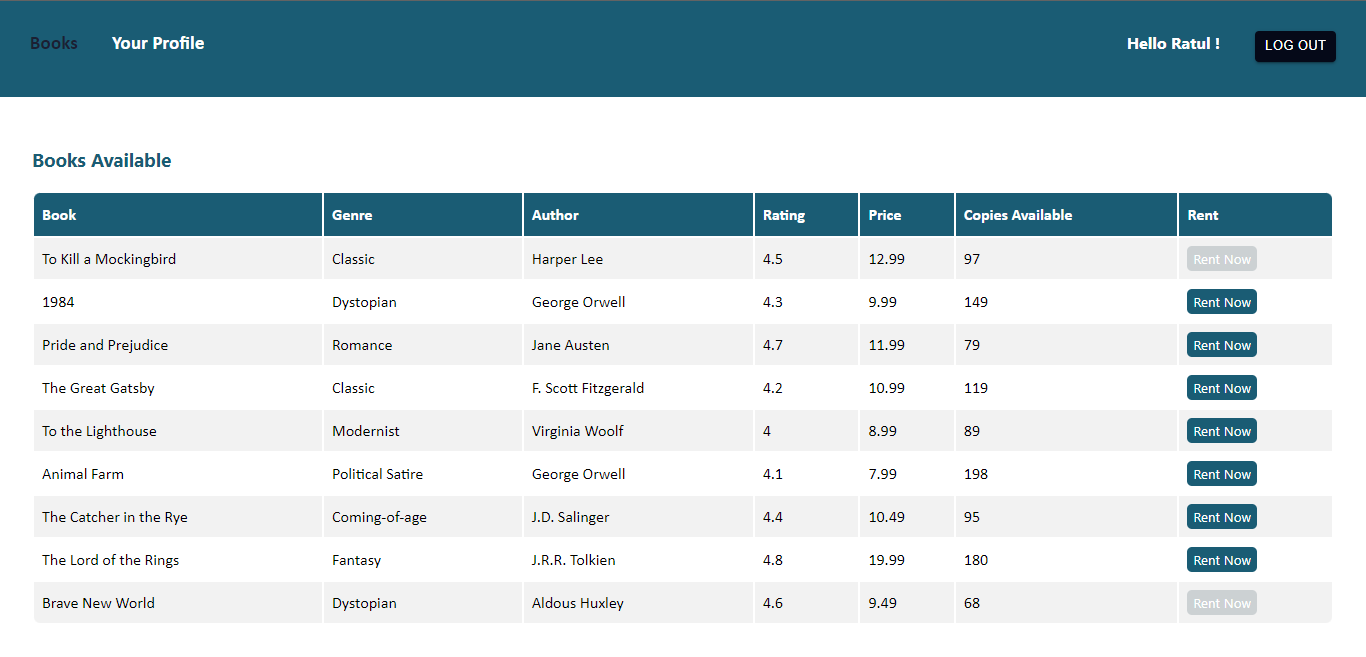 Books Your Profile Hello Ratul ! LOG OUT
Books Available
Book Genre Author Rating Price Copies Available Rent
To Kill a Mockingbird Classic Harper Lee 4.5 12.99 97 Rent Now
1984 Dystopian George Orwell 4.3 9.99 149 Rent Now
Pride and Prejudice Romance Jane Austen 4.7 11.99 79 Rent Now
The Great Gatsby Classic F. Scott Fitzgerald 4.2 10.99 119 Rent Now
To the Lighthouse Modernist Virginia Woolf 4 8.99 89 Rent Now
Animal Farm Political Satire George Orwell 4.1 7.99 198 Rent Now
The Catcher in the Rye Coming-of-age J.D. Salinger 4.4 10.49 95 Rent Now
The Lord of the Rings Fantasy J.R.R. Tolkien 4.8 19.99 180 Rent Now
Brave New World Dystopian Aldous Huxley 4.6 9.49 68 Rent Now